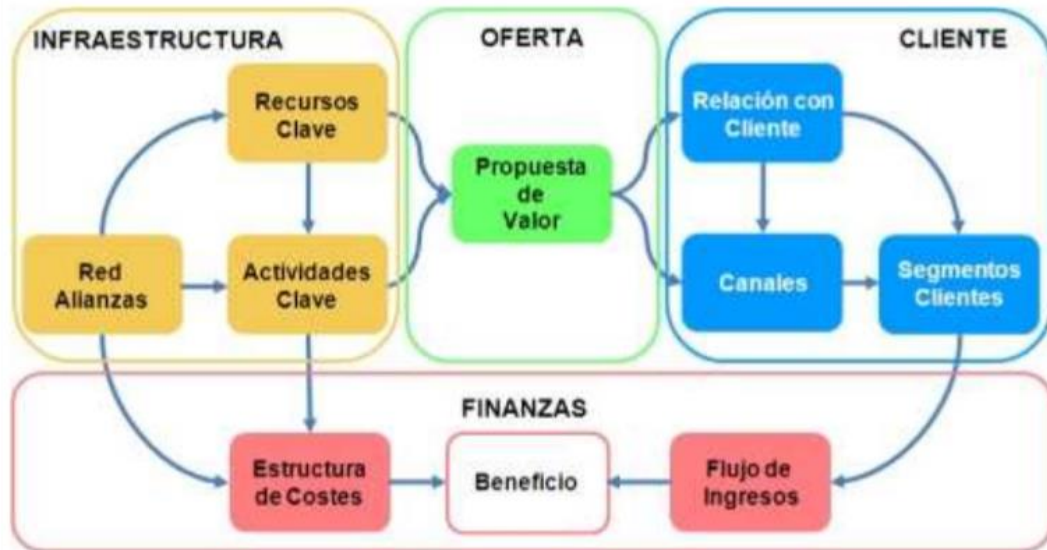 INFRAESTRUCTURA
OFERTA
CLIENTE
Recursos
Clave
Relación con
Cliente
Propuesta
de
Valor
Red
Alianzas
Actividades
Clave
Canales
Segmentos
Clientes
FINANZAS
Estructura
de Costes
Beneficio
Flujo de
Ingresos